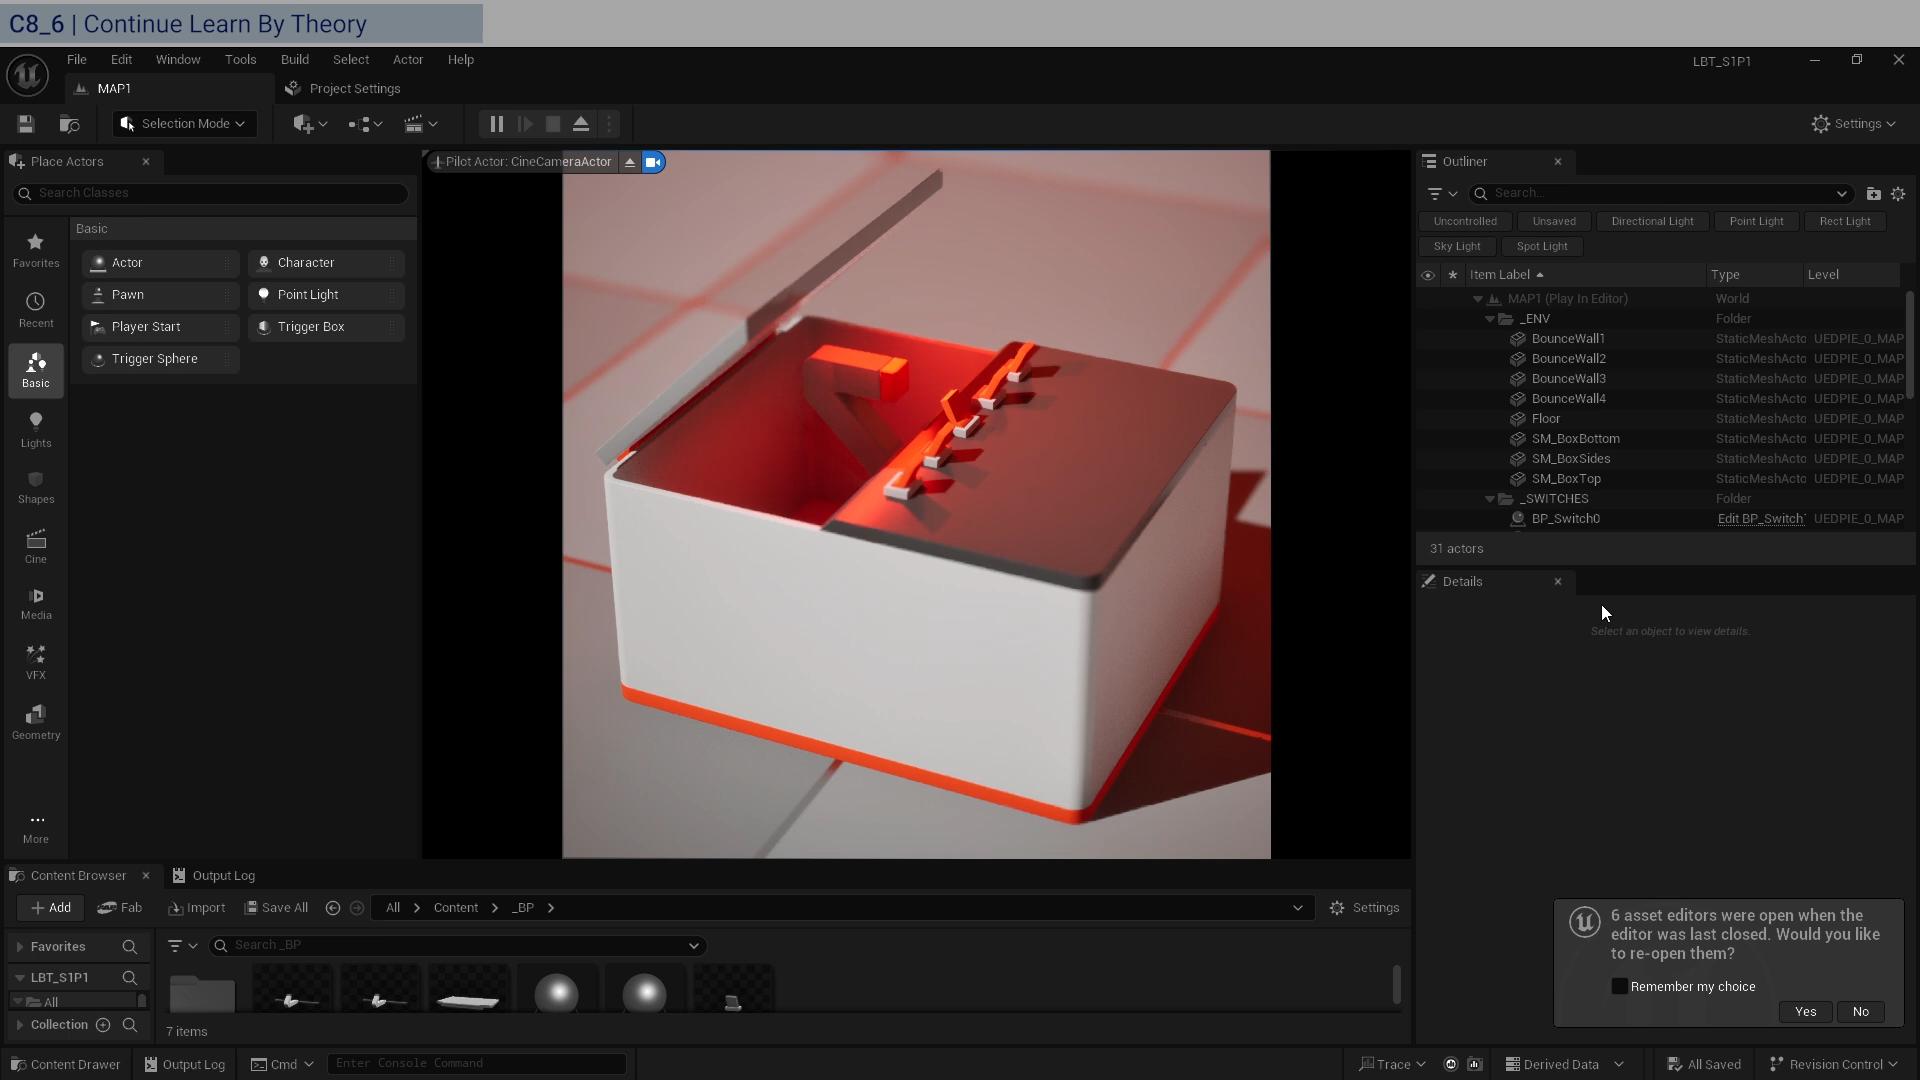 C8_6 | Continue Learn By Theory
File Edit Window Tools Build Select Actor Help
LBT_S1P1
MAP1
Project Settings
Selection Mode
Settings
Place Actors
Search Classes
Basic
Favorites
Recent
Basic
Lights
Shapes
Cine
Media
VFX
Geometry
More
Actor
Character
Pawn
Point Light
Player Start
Trigger Box
Trigger Sphere
Pilot Actor: CineCameraActor
Outliner
Search...
Uncontrolled Unsaved Directional Light Point Light Rect Light
Sky Light Spot Light
Item Label Type Level
MAP1 (Play In Editor) World
_ENV Folder
BounceWall1 StaticMeshActo UEDPIE_0_MAP
BounceWall2 StaticMeshActo UEDPIE_0_MAP
BounceWall3 StaticMeshActo UEDPIE_0_MAP
BounceWall4 StaticMeshActo UEDPIE_0_MAP
Floor StaticMeshActo UEDPIE_0_MAP
SM_BoxBottom StaticMeshActo UEDPIE_0_MAP
SM_BoxSides StaticMeshActo UEDPIE_0_MAP
SM_BoxTop StaticMeshActo UEDPIE_0_MAP
_SWITCHES Folder
BP_Switch0 Edit BP_Switch UEDPIE_0_MAP
31 actors
Details
Select an object to view details.
Content Browser
Output Log
Add Fab Import Save All All Content _BP Settings
Favorites
LBT_S1P1
All
Collection
Search _BP
7 items
6 asset editors were open when the
editor was last closed. Would you like
to re-open them?
Remember my choice
Yes No
Content Drawer Output Log Cmd Enter Console Command Trace Derived Data All Saved Revision Control